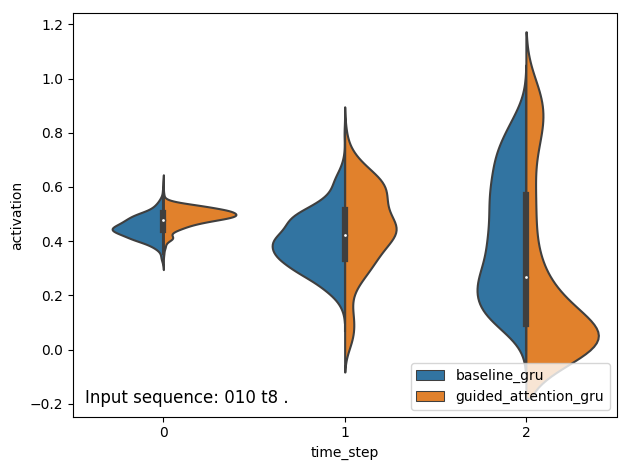 1.2
1.0
0.8
0.6
0.4
0.2
0.0
−0.2
activation
Input sequence: 010 t8 .
baseline_gru
guided_attention_gru
0 1 2
time_step